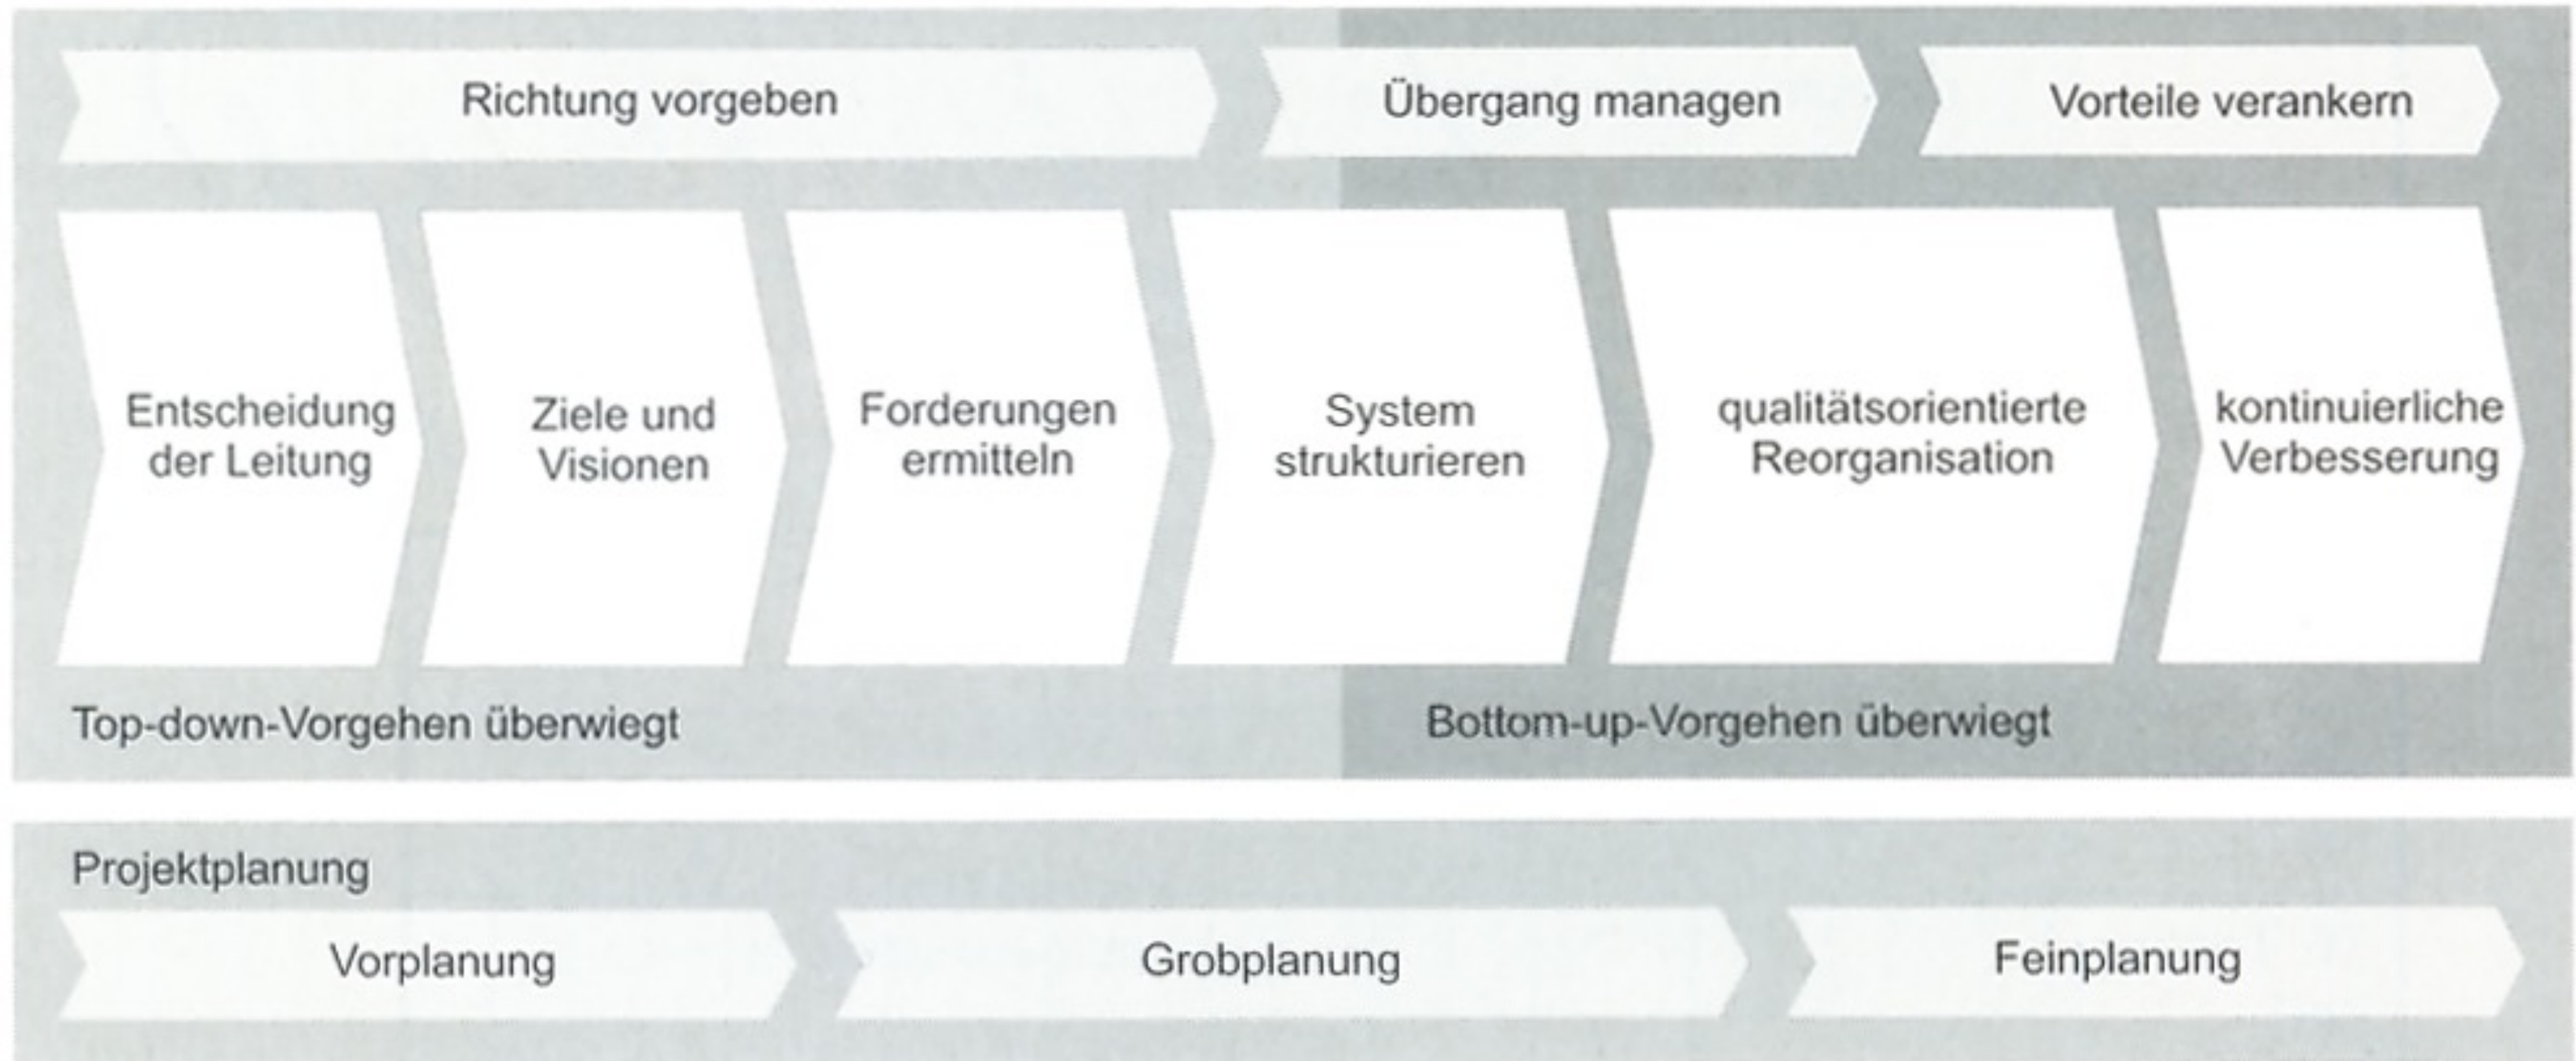 Richtung vorgeben
Übergang managen
Vorteile verankern
Entscheidung
der Leitung
Ziele und
Visionen
Forderungen
ermitteln
System
strukturieren
qualitätsorientierte
Reorganisation
kontinuierliche
Verbesserung
Top-down-Vorgehen überwiegt
Bottom-up-Vorgehen überwiegt
Projektplanung
Vorplanung
Grobplanung
Feinplanung